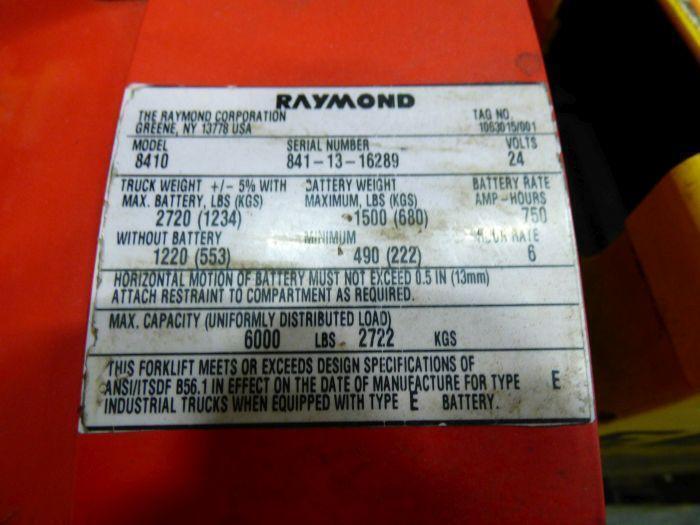 RAYMOND
THE RAYMOND CORPORATION TAG NO.
GREENE, NY 13778 USA 1063015/001
MODEL SERIAL NUMBER VOLTS
8410 841-13-16289 24
TRUCK WEIGHT +/- 5% WITH BATTERY WEIGHT BATTERY RATE
MAX. BATTERY, LBS (KGS) MAXIMUM, LBS (KGS) AMP-HOURS
2720 (1234) 1500 (680) 750
WITHOUT BATTERY MINIMUM HOUR RATE
1220 (553) 490 (222) 6
HORIZONTAL MOTION OF BATTERY MUST NOT EXCEED 0.5 IN (13mm)
ATTACH RESTRAINT TO COMPARTMENT AS REQUIRED.
MAX. CAPACITY (UNIFORMLY DISTRIBUTED LOAD)
6000 LBS 2722 KGS
THIS FORKLIFT MEETS OR EXCEEDS DESIGN SPECIFICATIONS OF
ANSI/ITSDF B56.1 IN EFFECT ON THE DATE OF MANUFACTURE FOR TYPE E
INDUSTRIAL TRUCKS WHEN EQUIPPED WITH TYPE E BATTERY.